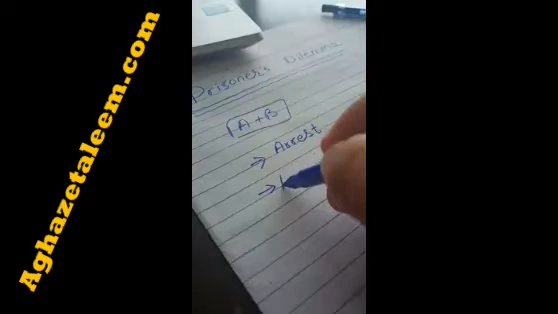 Aghazetaleem.com
Prisoner's Dilemma
A+B
→ Arrest
→